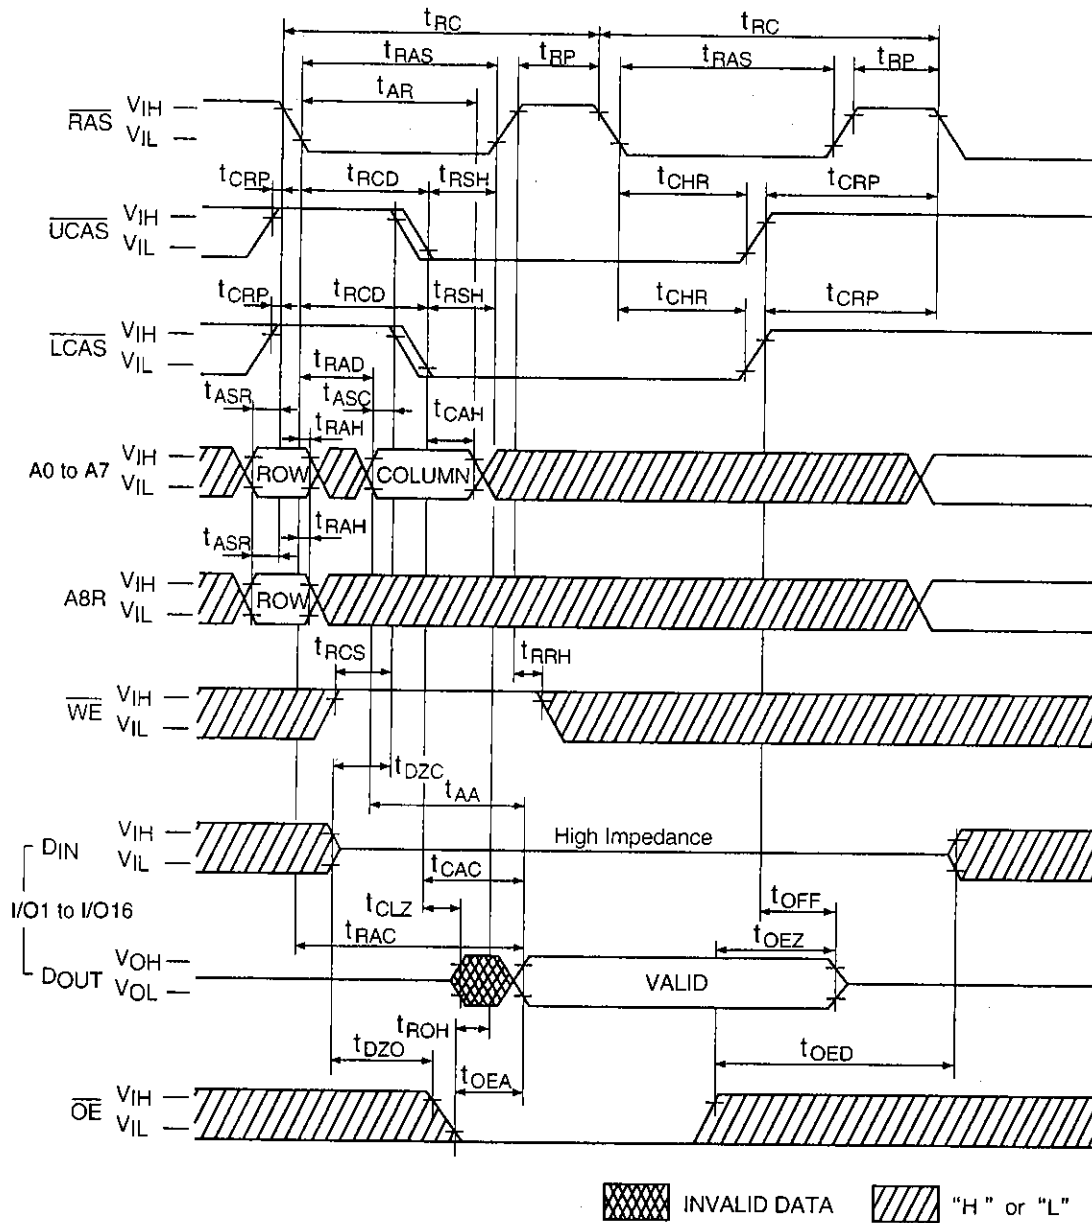 tRC tRC
tRAS tRP tRAS tRP
tAR
RAS VIH
VIL
tCRP tRCD tRSH tCHR tCRP
UCAS VIH
VIL
tCRP tRCD tRSH tCHR tCRP
LCAS VIH
VIL
tRAD
tASR tASC tCAH
tRAH
A0 to A7 VIH
VIL
ROW COLUMN
tRAH
tASR
A8R VIH
VIL
ROW
tRCS tRRH
WE VIH
VIL
tDZC
tAA
DIN VIH
VIL
High Impedance
tCAC
I/O1 to I/O16
tCLZ tOFF
tRAC tOEZ
DOUT VOH
VOL
VALID
tROH
tDZO tOED
tOEA
OE VIH
VIL
INVALID DATA "H" or "L"